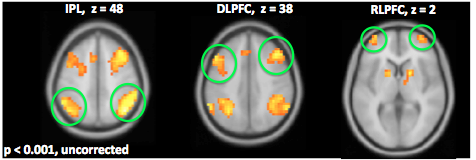 IPL, z = 48
DLPFC, z = 38
RLPFC, z = 2
p < 0.001, uncorrected